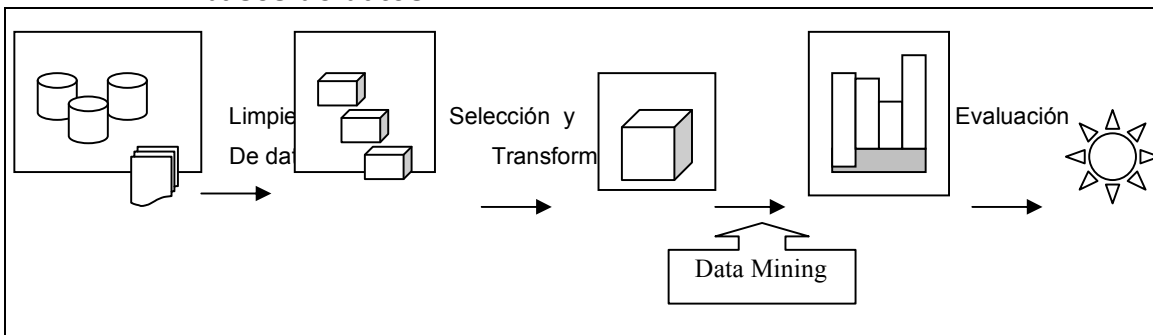 Limpie
De dat
Selección y
Transform
Data Mining
Evaluación